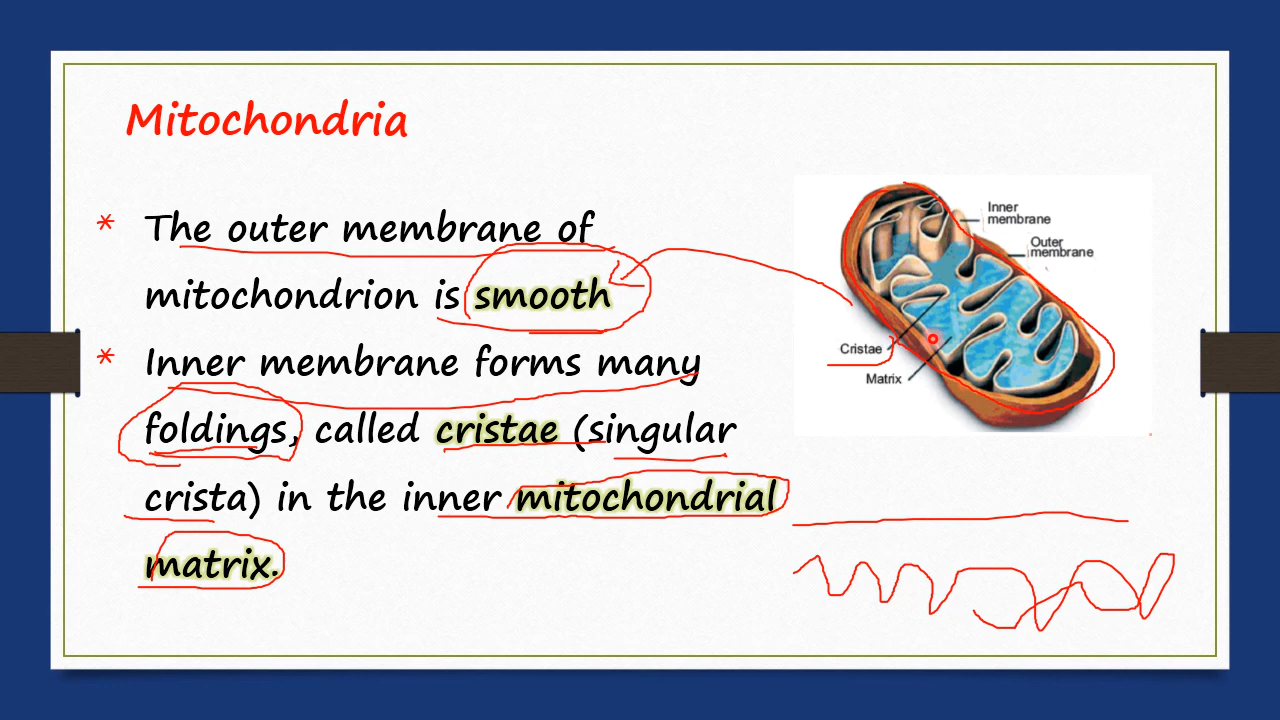 Mitochondria
* The outer membrane of
mitochondrion is smooth
* Inner membrane forms many
foldings, called cristae (singular
crista) in the inner mitochondrial
matrix.
Inner
membrane
Outer
membrane
Cristae
Matrix